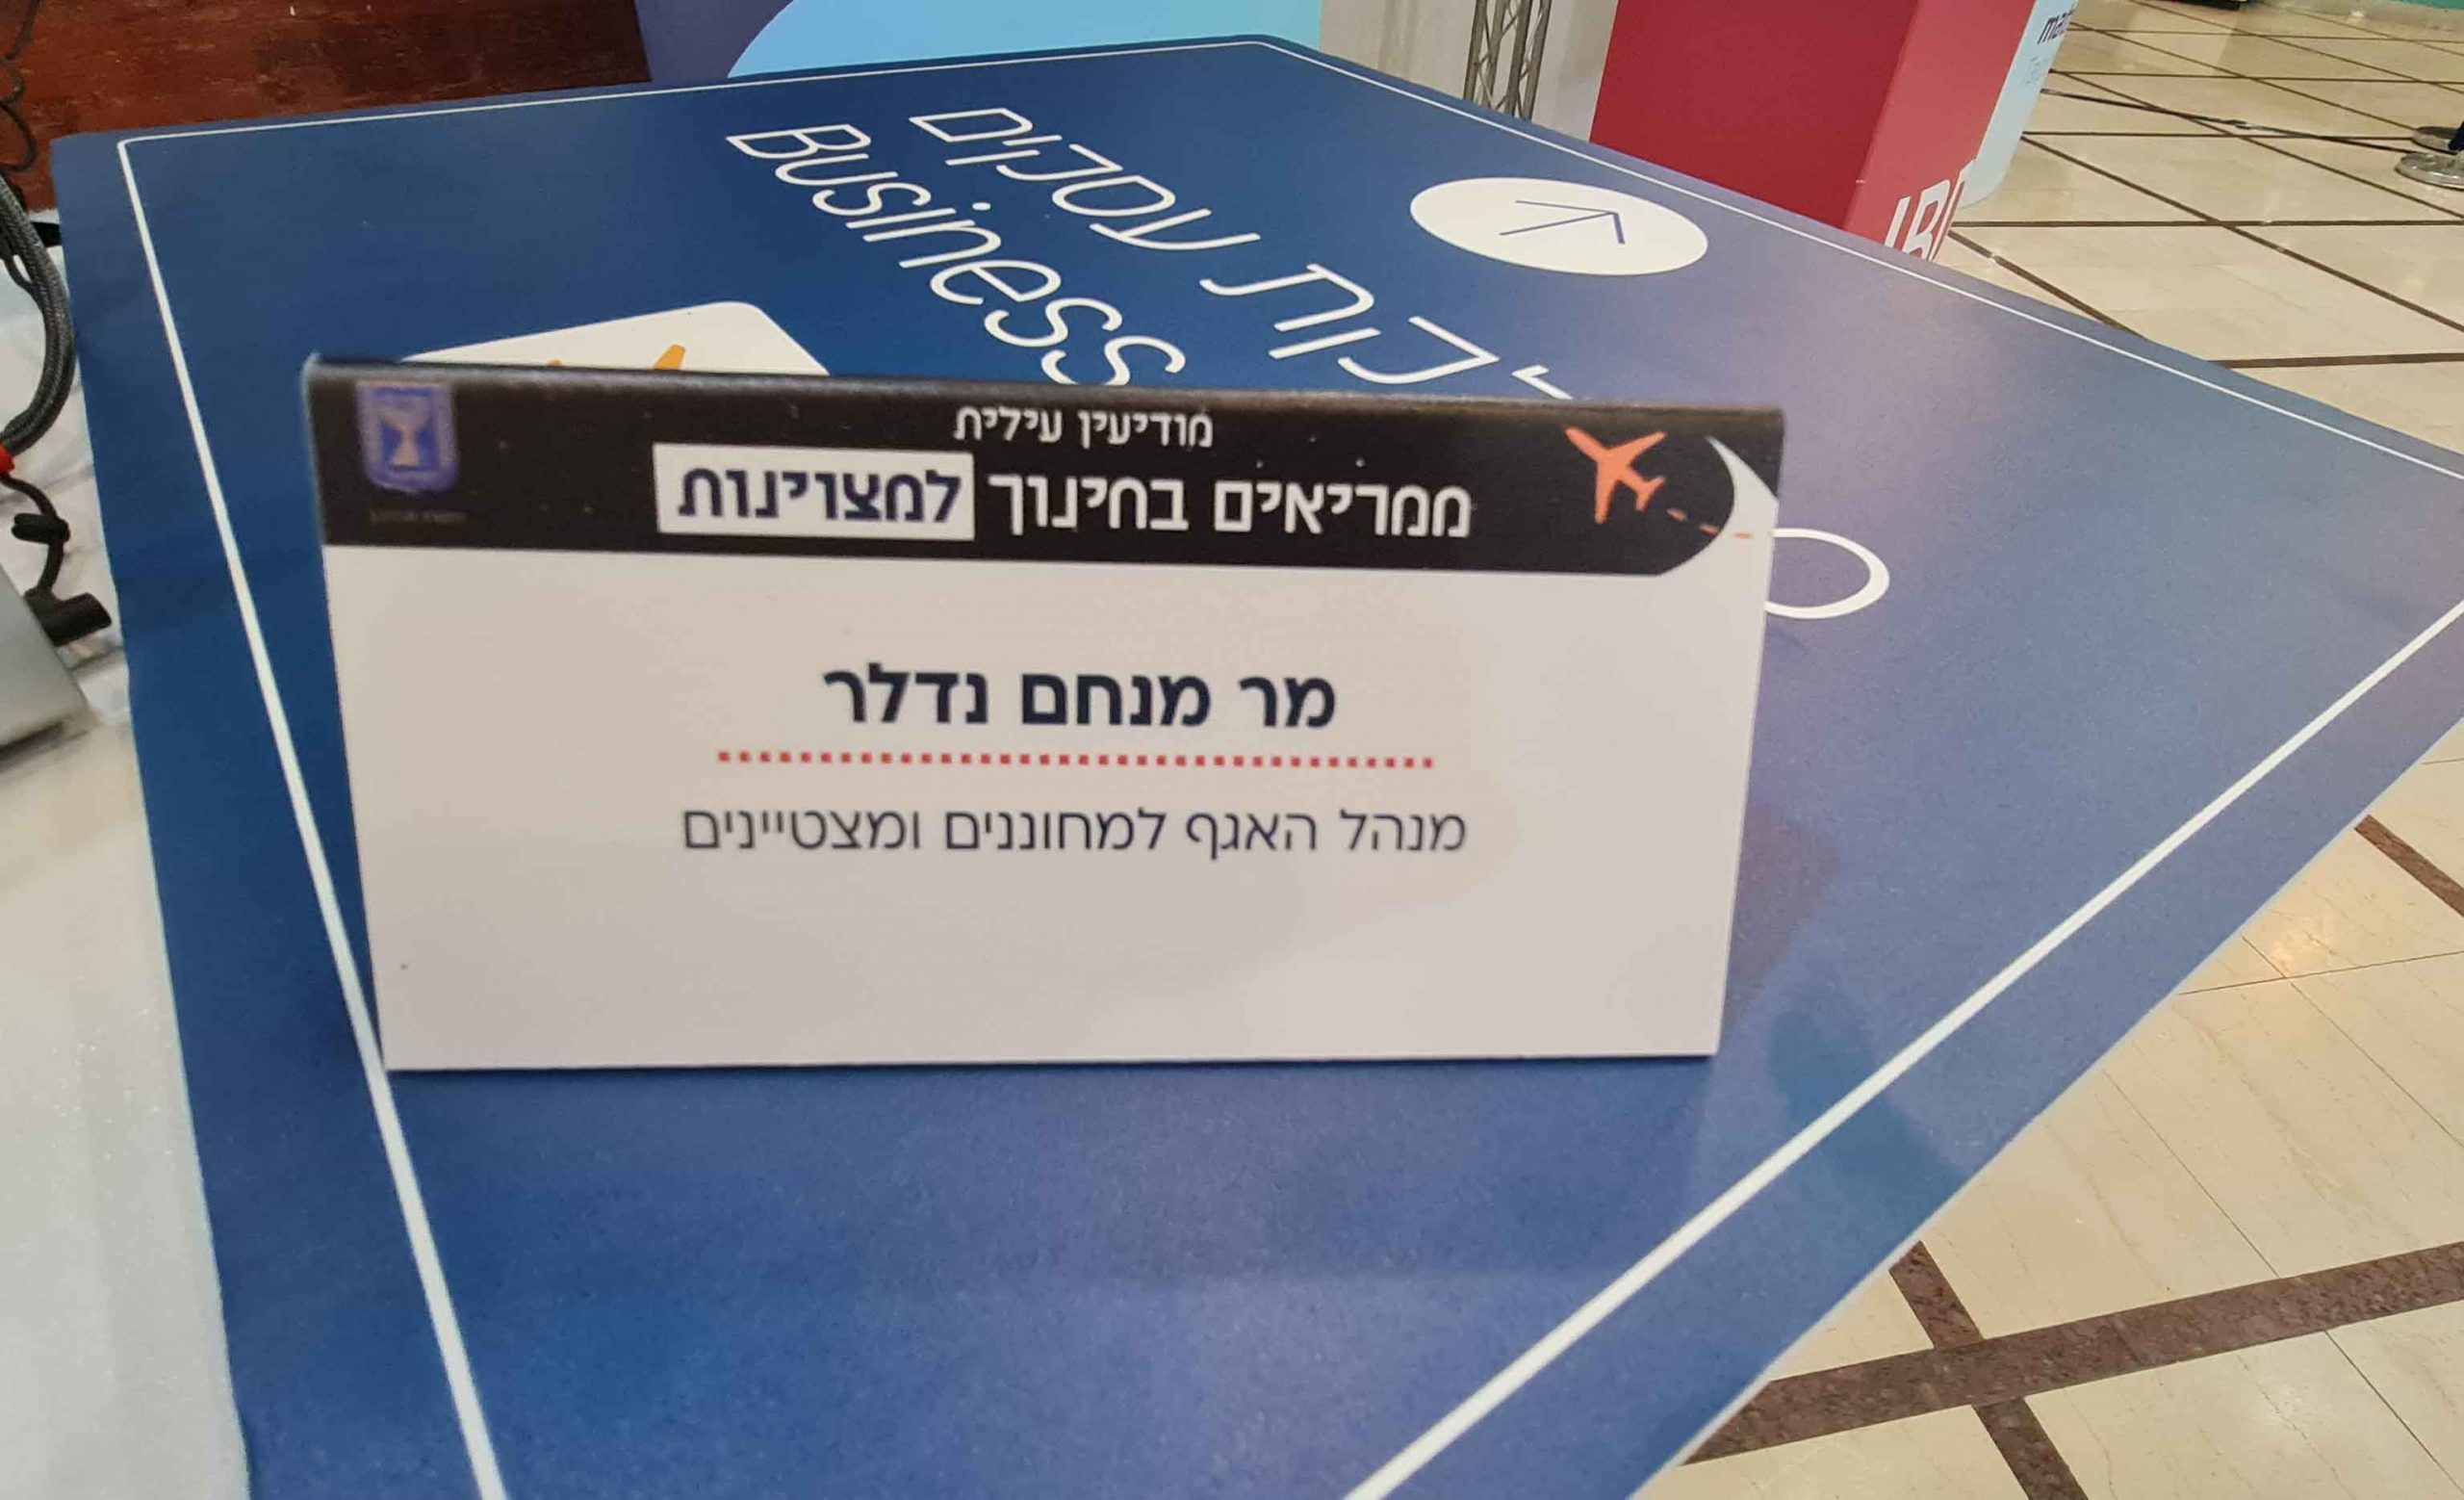 עסקים
Business
מודיעין עילית
ממריאים בחינוך למצוינות
מר מנחם נדלר
מנהל האגף למחוננים ומצטיינים